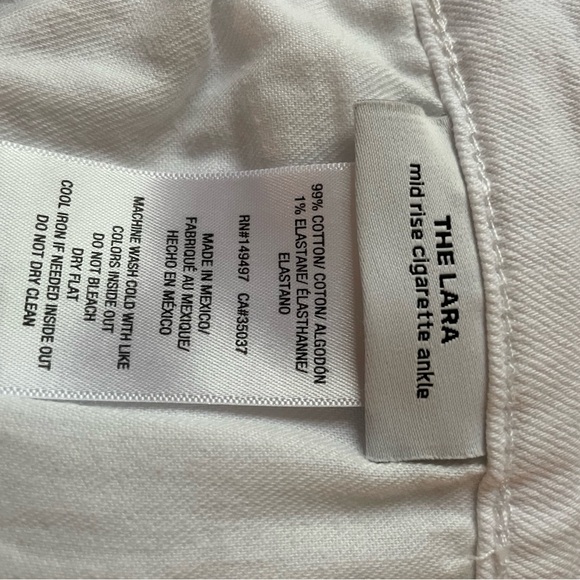 THE LARA
mid rise cigarette ankle
99% COTTON/ COTON/ ALGODÓN
1% ELASTANE/ ÉLASTHANNE/
ELASTANO
RN#149497 CA#35037
MADE IN MEXICO/
FABRIQUÉ AU MEXIQUE/
HECHO EN MÉXICO
MACHINE WASH COLD WITH LIKE
COLORS INSIDE OUT
DO NOT BLEACH
DRY FLAT
COOL IRON IF NEEDED INSIDE OUT
DO NOT DRY CLEAN